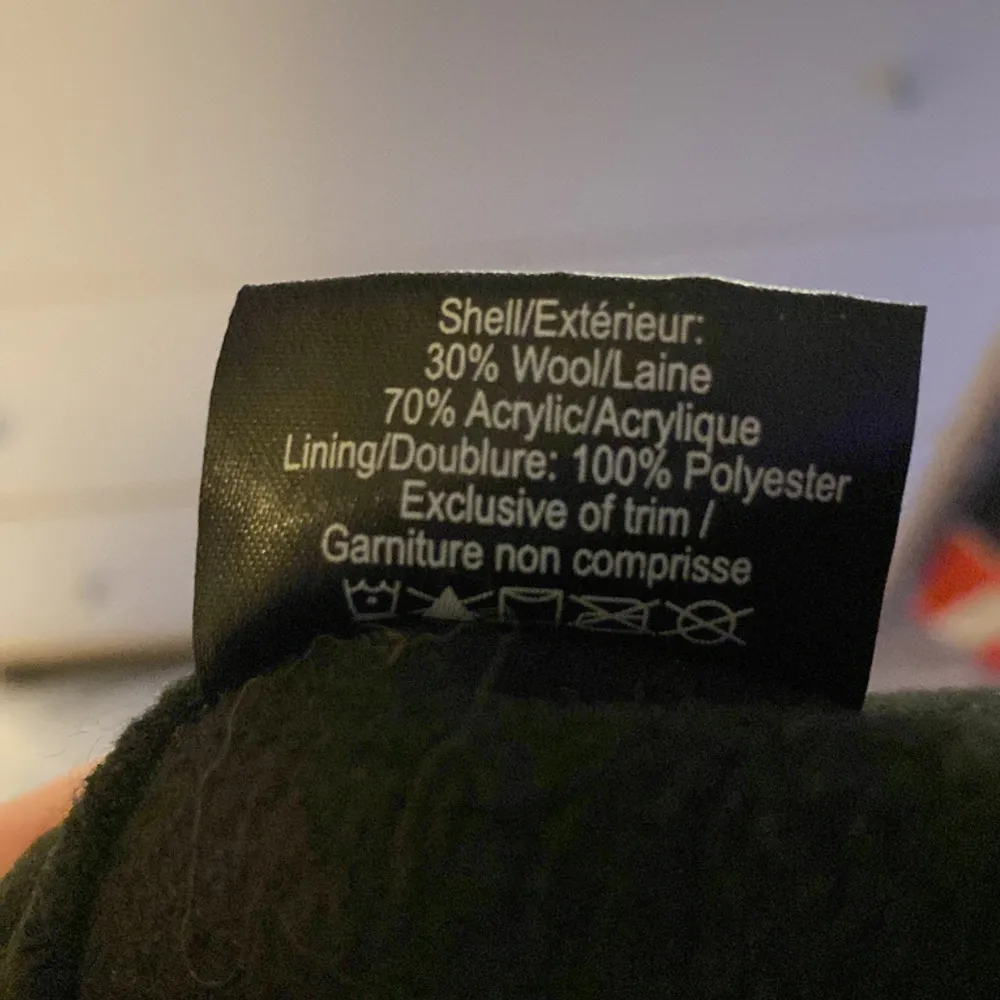 Shell/Extérieur:
30% Wool/Laine
70% Acrylic/Acrylique
Lining/Doublure: 100% Polyester
Exclusive of trim /
Garniture non comprisse